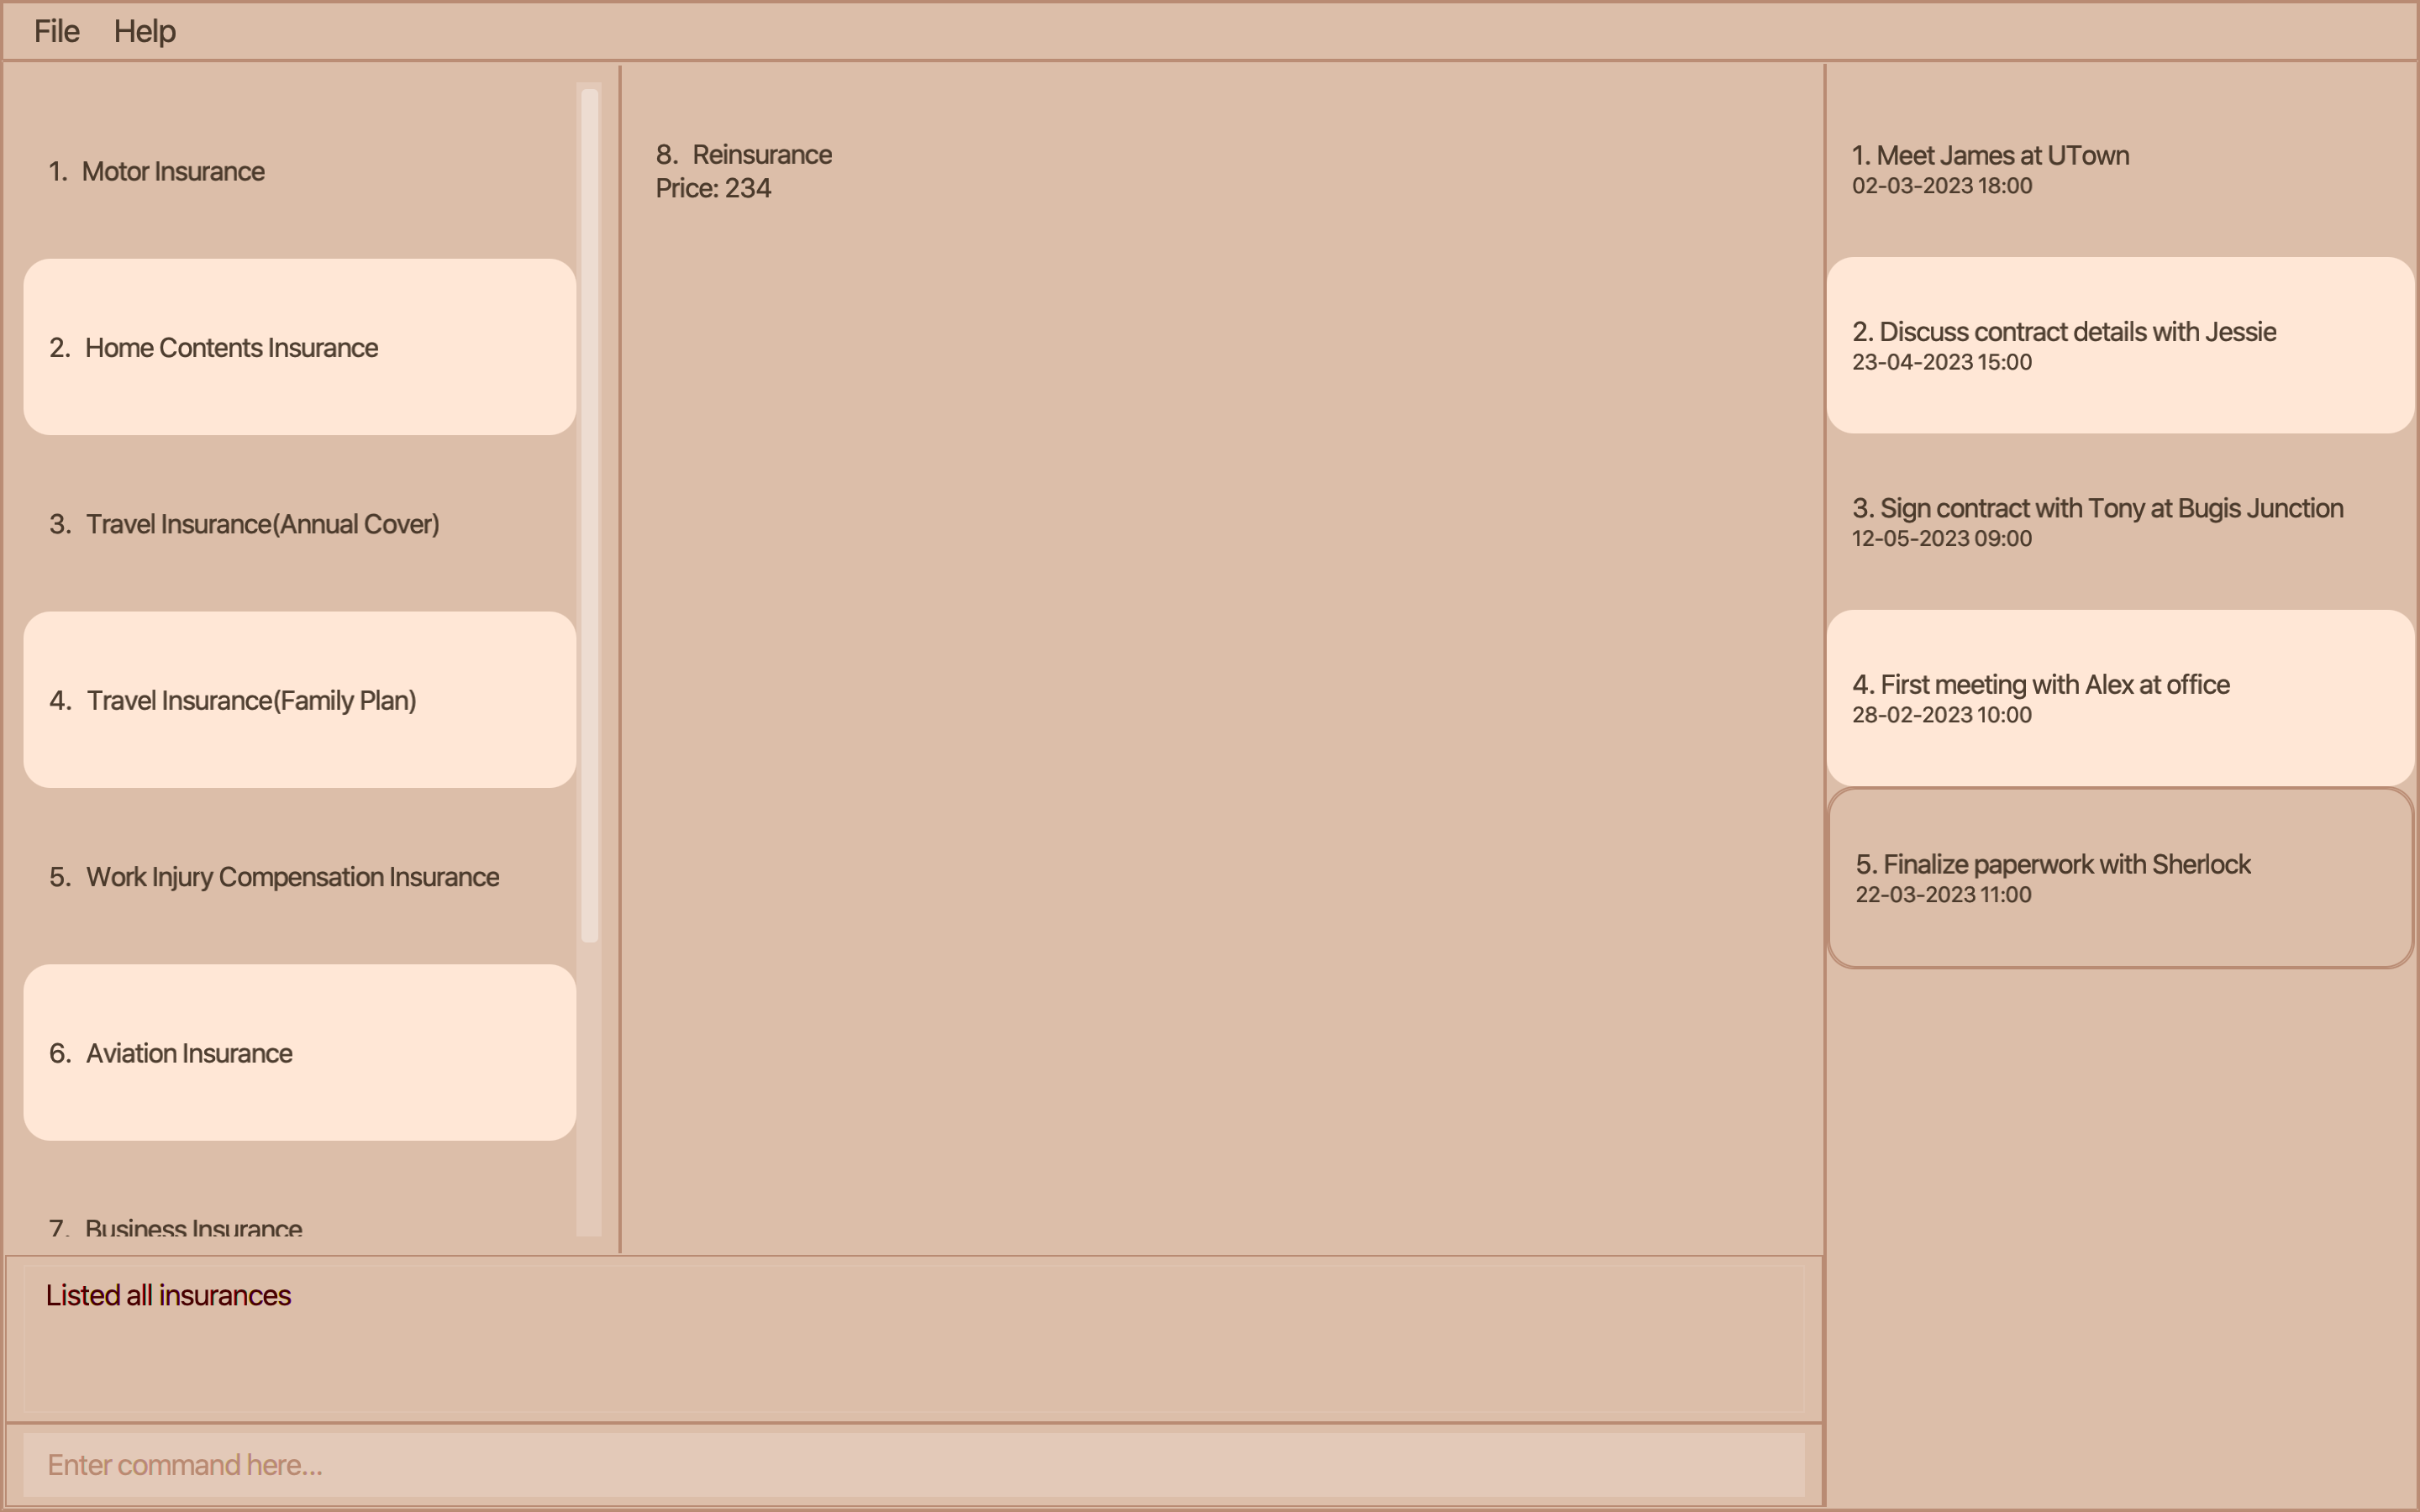 File Help
1. Motor Insurance
2. Home Contents Insurance
3. Travel Insurance(Annual Cover)
4. Travel Insurance(Family Plan)
5. Work Injury Compensation Insurance
6. Aviation Insurance
7. Business Insurance
8. Reinsurance
Price: 234
1. Meet James at UTown
02-03-2023 18:00
2. Discuss contract details with Jessie
23-04-2023 15:00
3. Sign contract with Tony at Bugis Junction
12-05-2023 09:00
4. First meeting with Alex at office
28-02-2023 10:00
5. Finalize paperwork with Sherlock
22-03-2023 11:00
Listed all insurances
Enter command here...